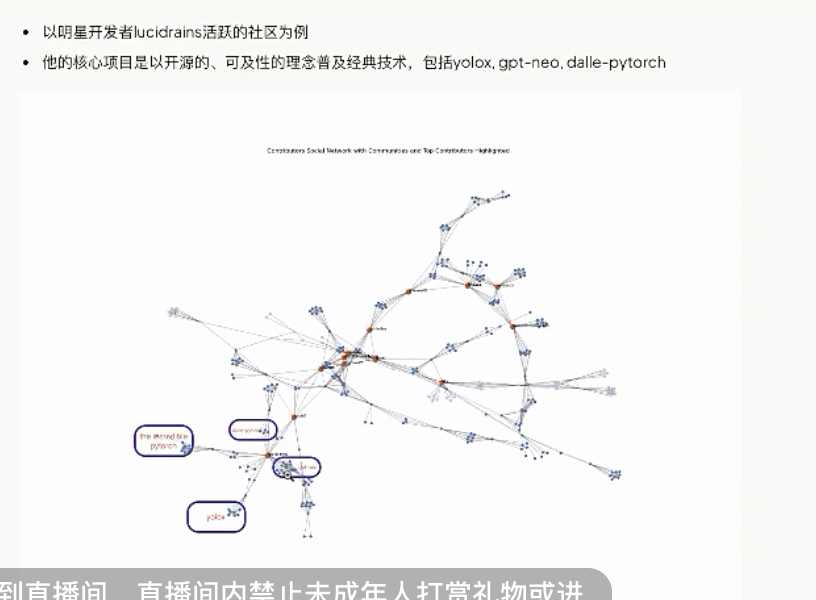 以明星开发者lucidrains活跃的社区为例
他的核心项目是以开源的、可及性的理念普及经典技术，包括yolox, gpt-neo, dalle-pytorch
Contributors Social Network with Communities and Top Contributors Highlighted
the incredible
pytorch
gpt-neo
yolox
到直播间，直播间内禁止未成年人打赏礼物或进